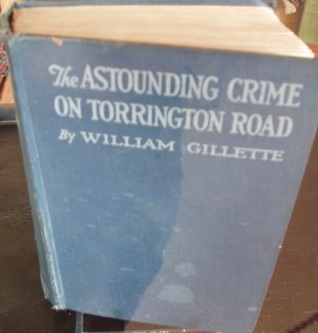 The ASTOUNDING CRIME
ON TORRINGTON ROAD
By WILLIAM GILLETTE